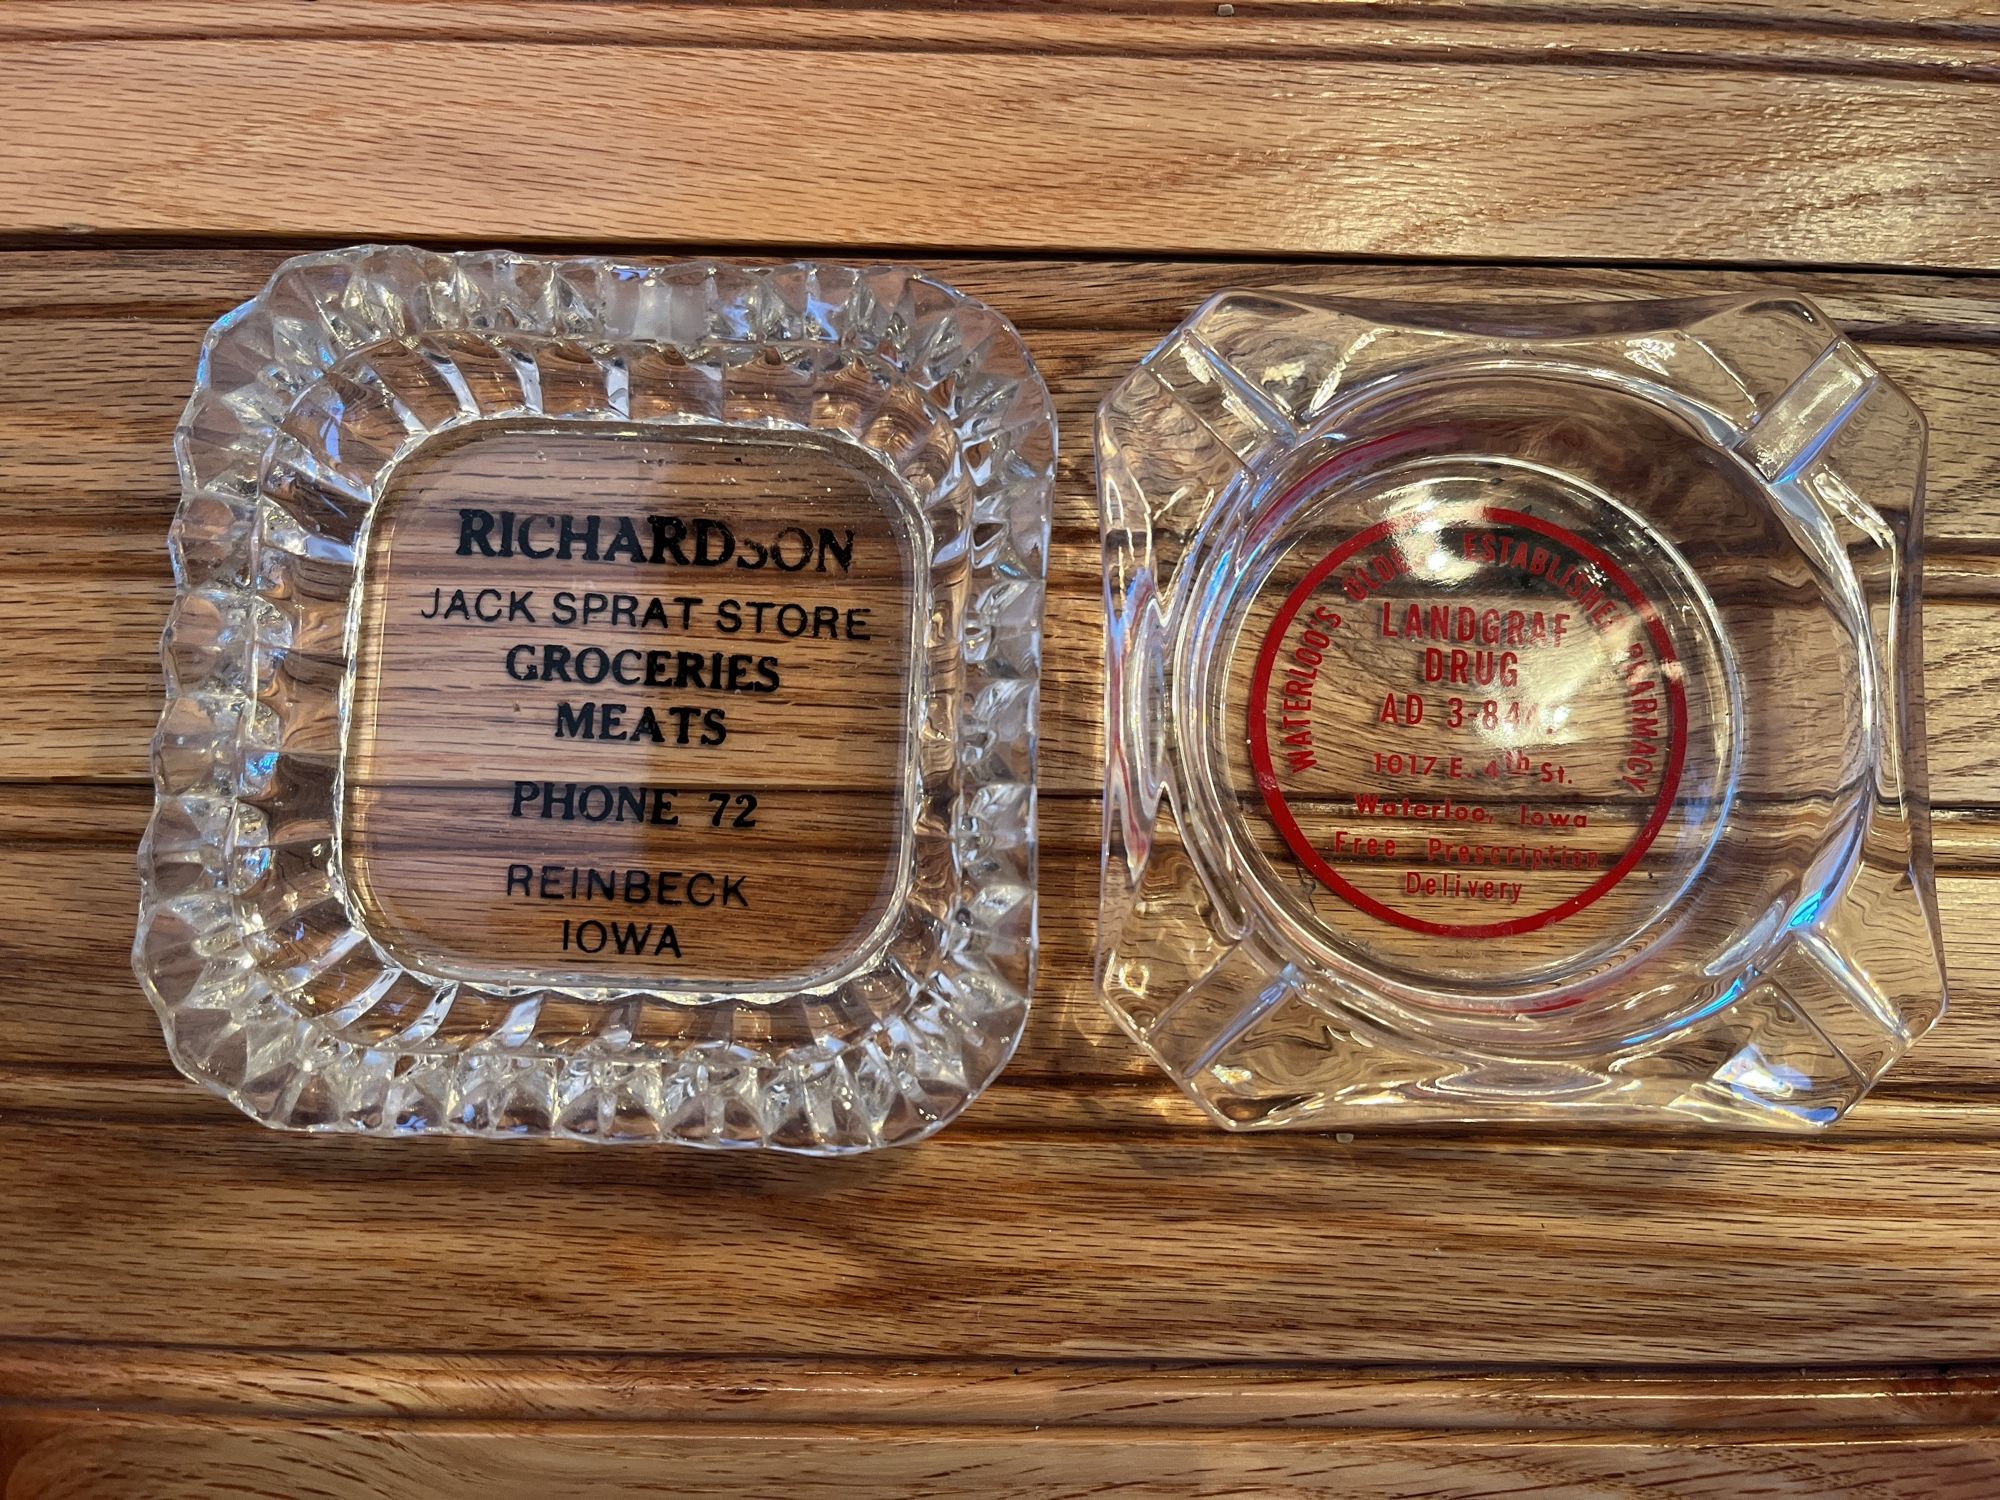 RICHARDSON
JACK SPRAT STORE
GROCERIES
MEATS
PHONE 72
REINBECK
IOWA
WATERLOO'S ESTABLISHED PHARMACY
LANDGRAF
DRUG
AD
1017 E. 4th St.
Waterloo, Iowa
Free Prescription
Delivery